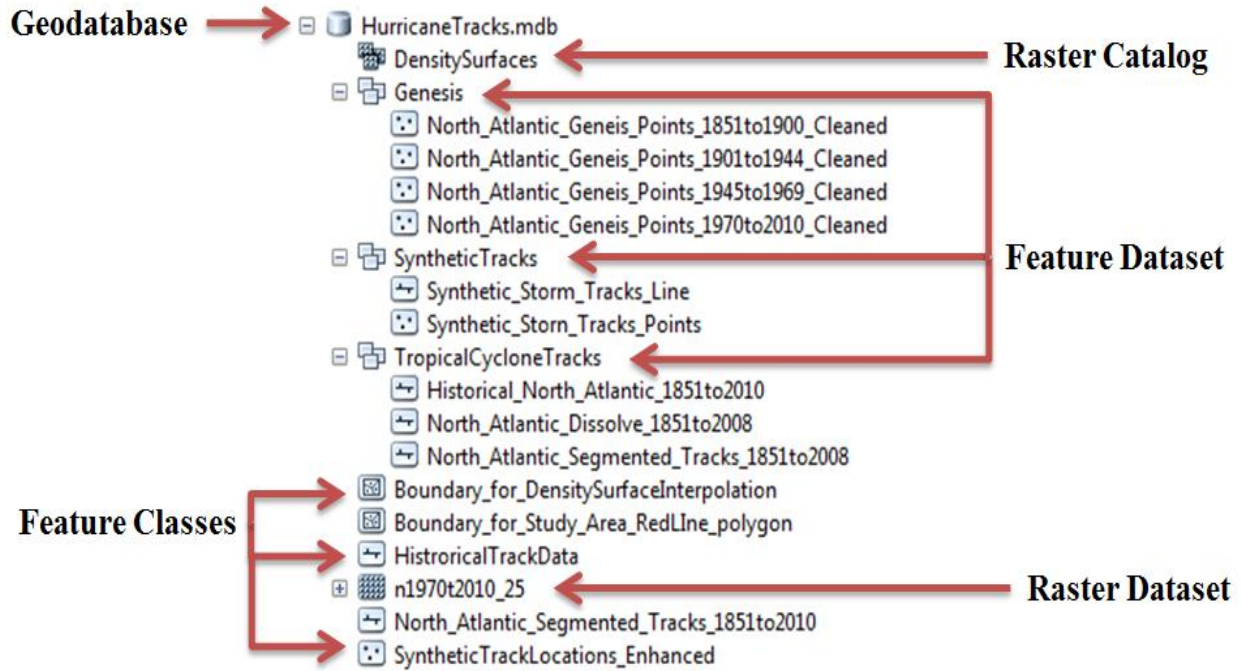 Geodatabase
HurricaneTracks.mdb
DensitySurfaces
Raster Catalog
Genesis
North_Atlantic_Geneis_Points_1851to1900_Cleaned
North_Atlantic_Geneis_Points_1901to1944_Cleaned
North_Atlantic_Geneis_Points_1945to1969_Cleaned
North_Atlantic_Geneis_Points_1970to2010_Cleaned
SyntheticTracks
Feature Dataset
Synthetic_Storm_Tracks_Line
Synthetic_Storn_Tracks_Points
TropicalCycloneTracks
Historical_North_Atlantic_1851to2010
North_Atlantic_Dissolve_1851to2008
North_Atlantic_Segmented_Tracks_1851to2008
Boundary_for_DensitySurfaceInterpolation
Feature Classes
Boundary_for_Study_Area_RedLIne_polygon
HistroricalTrackData
n1970t2010_25
Raster Dataset
North_Atlantic_Segmented_Tracks_1851to2010
SyntheticTrackLocations_Enhanced